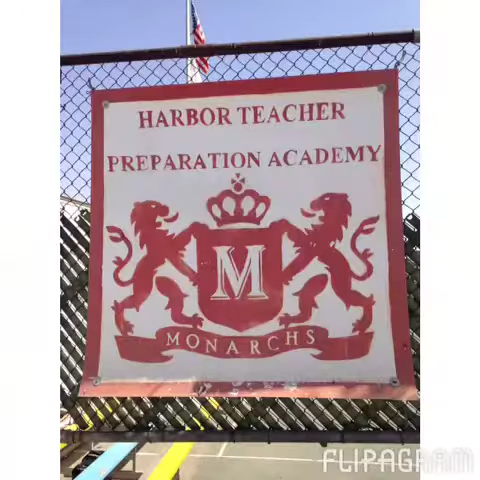 HARBOR TEACHER
PREPARATION ACADEMY
M
MONARCHS
FLIPAGRAM